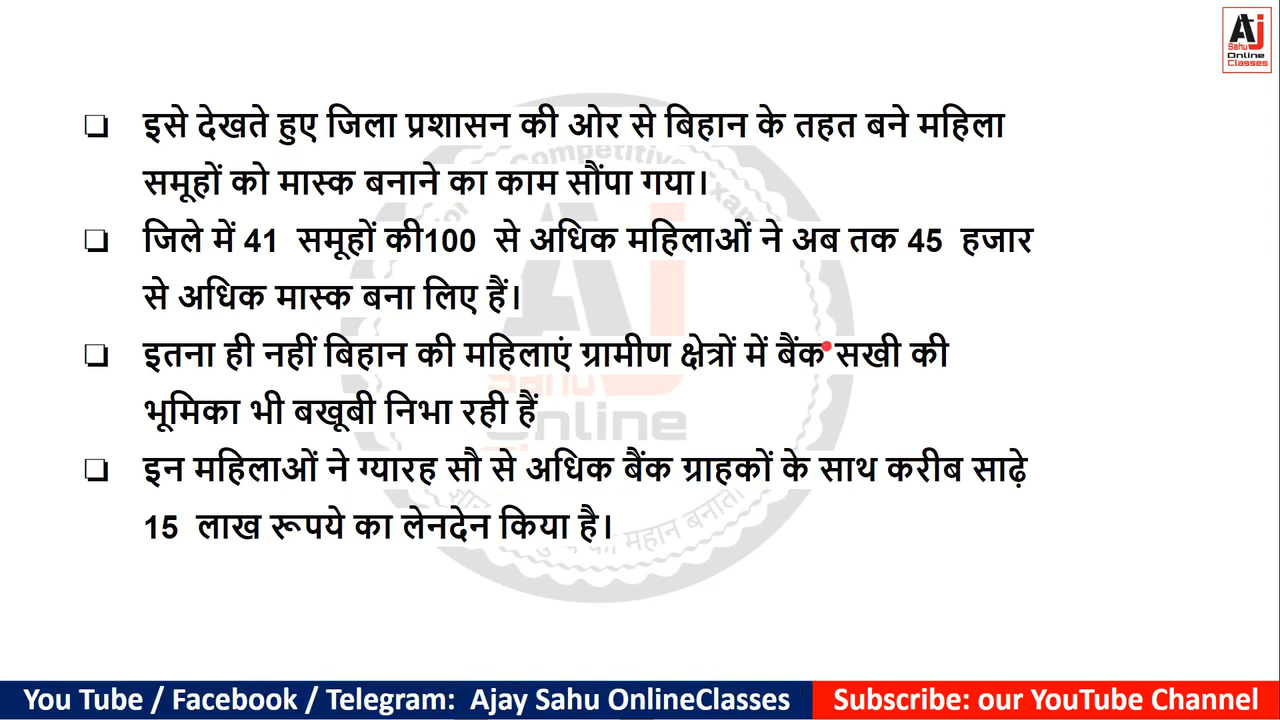 Aj
Sahu
Online
Classes
❑ इसे देखते हुए जिला प्रशासन की ओर से बिहान के तहत बने महिला
समूहों को मास्क बनाने का काम सौंपा गया।
❑ जिले में 41 समूहों की100 से अधिक महिलाओं ने अब तक 45 हजार
से अधिक मास्क बना लिए हैं।
❑ इतना ही नहीं बिहान की महिलाएं ग्रामीण क्षेत्रों में बैंक सखी की
भूमिका भी बखूबी निभा रही हैं
❑ इन महिलाओं ने ग्यारह सौ से अधिक बैंक ग्राहकों के साथ करीब साढ़े
15 लाख रूपये का लेनदेन किया है।
You Tube / Facebook / Telegram: Ajay Sahu OnlineClasses
Subscribe: our YouTube Channel